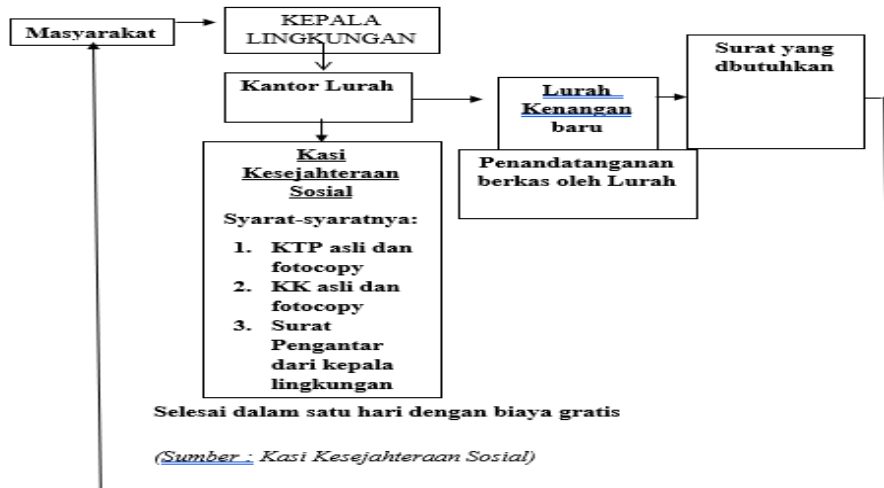 Masyarakat
KEPALA
LINGKUNGAN
Kantor Lurah
Lurah
Kenangan
baru
Surat yang
dbutuhkan
Penandatanganan
berkas oleh Lurah
Kasi
Kesejahteraan
Sosial
Syarat-syaratnya:
1. KTP asli dan
fotocopy
2. KK asli dan
fotocopy
3. Surat
Pengantar
dari kepala
lingkungan
Selesai dalam satu hari dengan biaya gratis
(Sumber : Kasi Kesejahteraan Sosial)